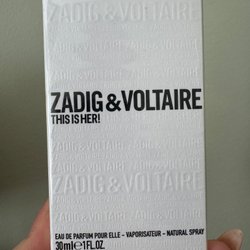 ZADIG & VOLTAIRE
THIS IS HER!
EAU DE PARFUM POUR ELLE - VAPORISATEUR - NATURAL SPRAY
30ml e 1FL.OZ.